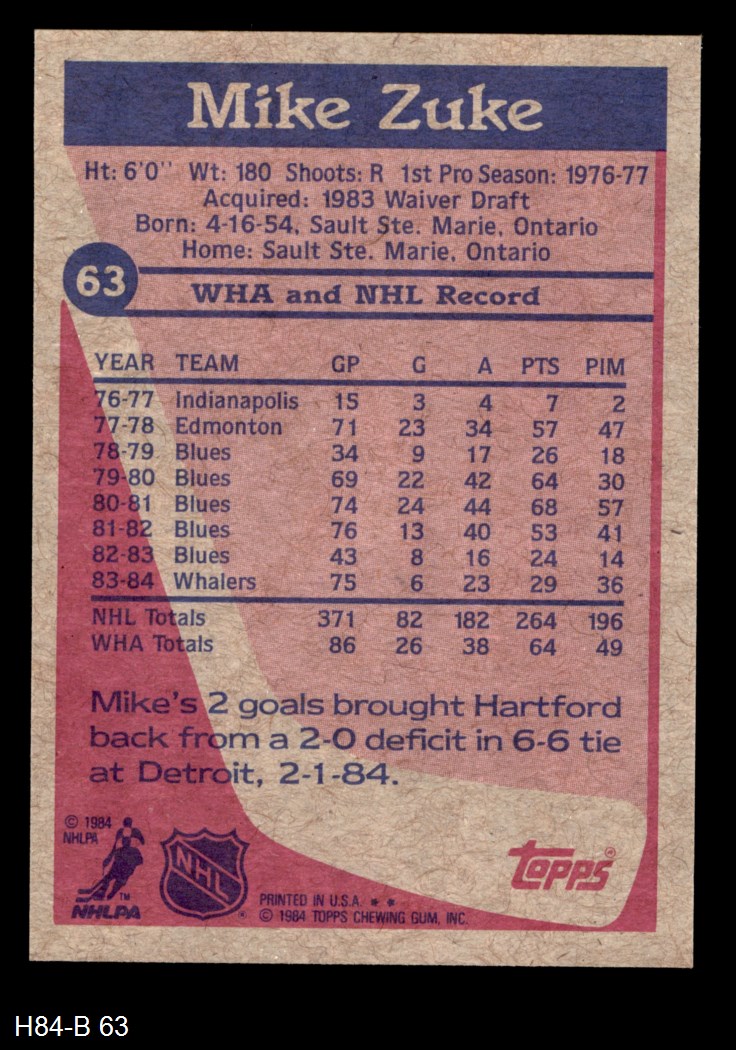 Mike Zuke
Ht: 6'0'' Wt: 180 Shoots: R 1st Pro Season: 1976-77
Acquired: 1983 Waiver Draft
Born: 4-16-54, Sault Ste. Marie, Ontario
Home: Sault Ste. Marie, Ontario
63
WHA and NHL Record
YEAR TEAM GP G A PTS PIM
76-77 Indianapolis 15 3 4 7 2
77-78 Edmonton 71 23 34 57 47
78-79 Blues 34 9 17 26 18
79-80 Blues 69 22 42 64 30
80-81 Blues 74 24 44 68 57
81-82 Blues 76 13 40 53 41
82-83 Blues 43 8 16 24 14
83-84 Whalers 75 6 23 29 36
NHL Totals 371 82 182 264 196
WHA Totals 86 26 38 64 49
Mike's 2 goals brought Hartford
back from a 2-0 deficit in 6-6 tie
at Detroit, 2-1-84.
© 1984
NHLPA
TM
NHLPA
NHL
®
PRINTED IN U.S.A. * *
© 1984 TOPPS CHEWING GUM, INC.
TOPPS®
H84-B 63